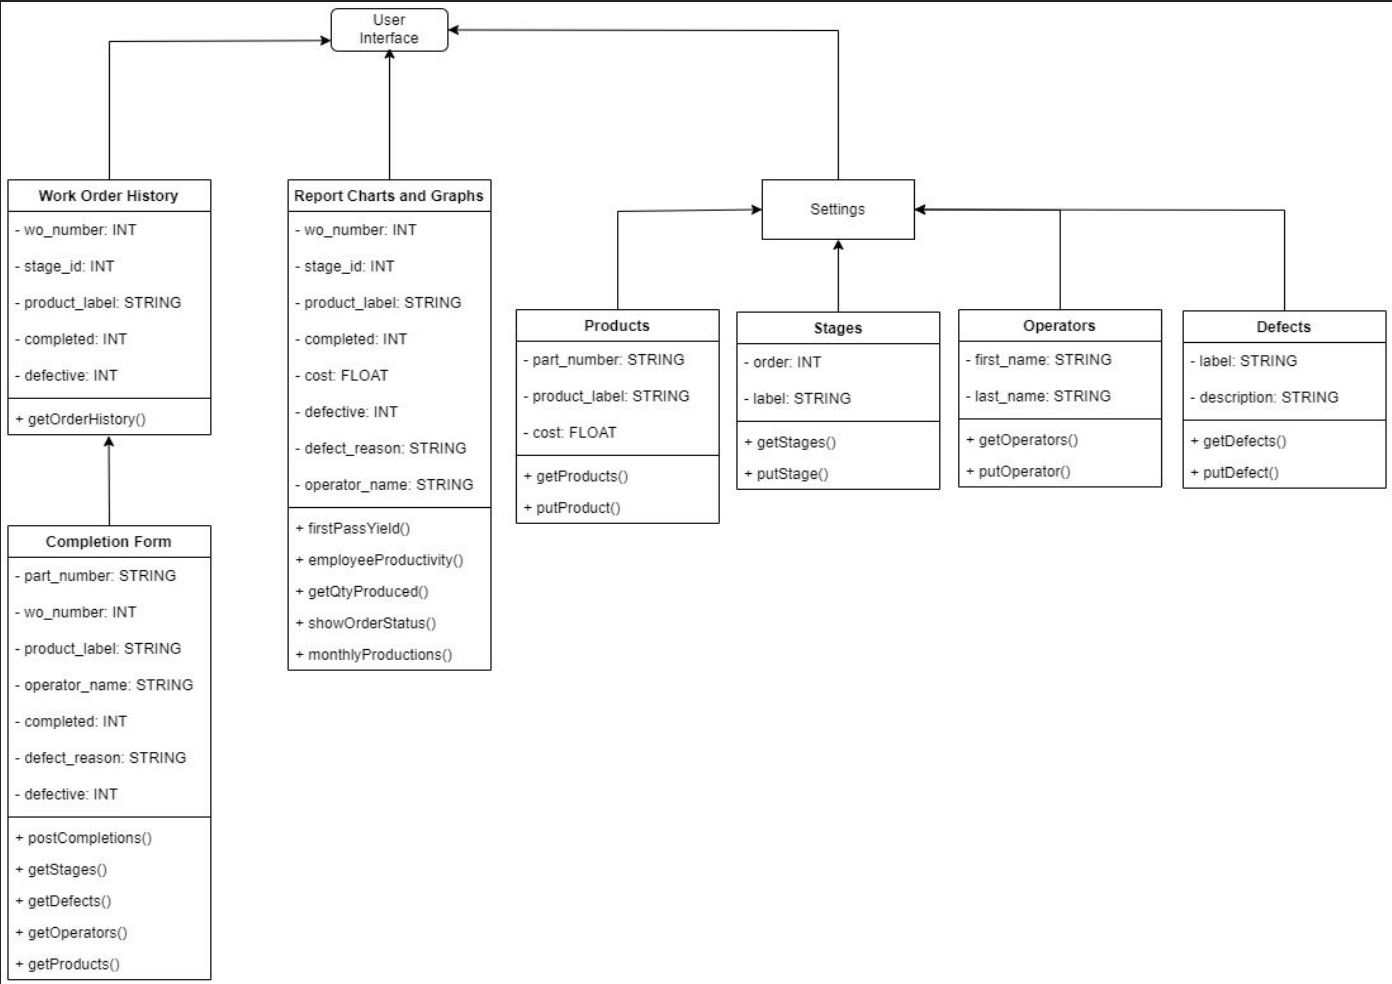 User
Interface
Work Order History
- wo_number: INT
- stage_id: INT
- product_label: STRING
- completed: INT
- defective: INT
+ getOrderHistory()
Completion Form
- part_number: STRING
- wo_number: INT
- product_label: STRING
- operator_name: STRING
- completed: INT
- defect_reason: STRING
- defective: INT
+ postCompletions()
+ getStages()
+ getDefects()
+ getOperators()
+ getProducts()
Report Charts and Graphs
- wo_number: INT
- stage_id: INT
- product_label: STRING
- completed: INT
- cost: FLOAT
- defective: INT
- defect_reason: STRING
- operator_name: STRING
+ firstPassYield()
+ employeeProductivity()
+ getQtyProduced()
+ showOrderStatus()
+ monthlyProductions()
Settings
Products
- part_number: STRING
- product_label: STRING
- cost: FLOAT
+ getProducts()
+ putProduct()
Stages
- order: INT
- label: STRING
+ getStages()
+ putStage()
Operators
- first_name: STRING
- last_name: STRING
+ getOperators()
+ putOperator()
Defects
- label: STRING
- description: STRING
+ getDefects()
+ putDefect()